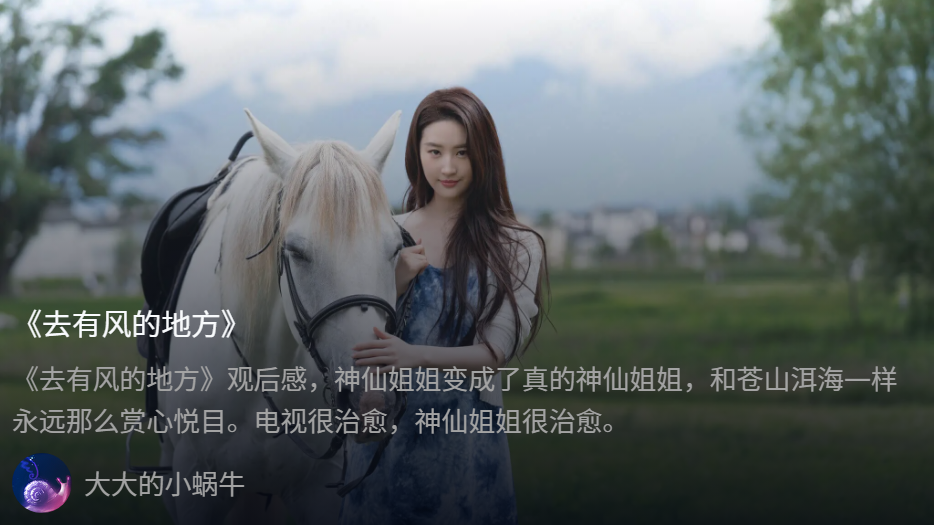 《去有风的地方》
《去有风的地方》观后感，神仙姐姐变成了真的神仙姐姐，和苍山洱海一样
永远那么赏心悦目。电视很治愈，神仙姐姐很治愈。
大大的小蜗牛